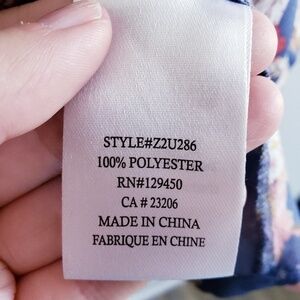 STYLE#Z2U286
100% POLYESTER
RN#129450
CA # 23206
MADE IN CHINA
FABRIQUE EN CHINE